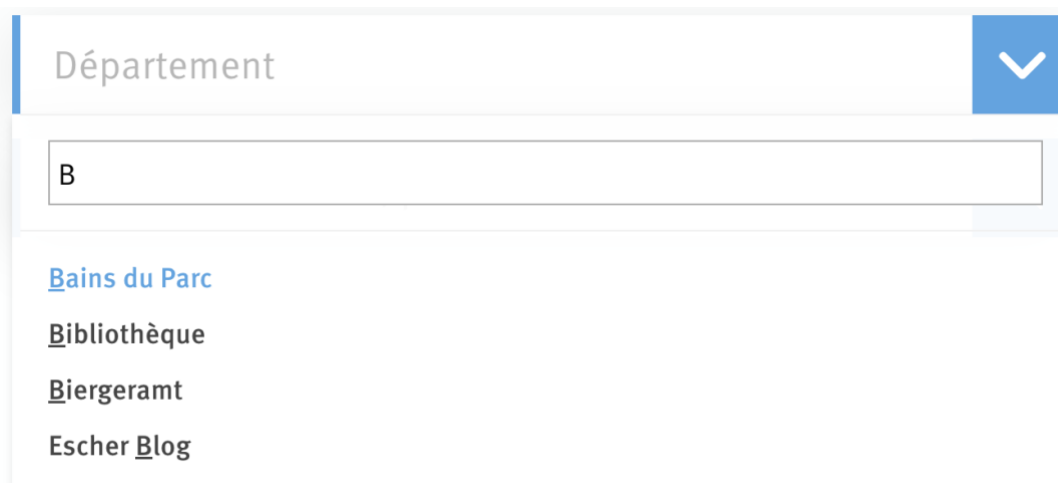 Département
B
Bains du Parc
Bibliothèque
Biergeramt
Escher Blog